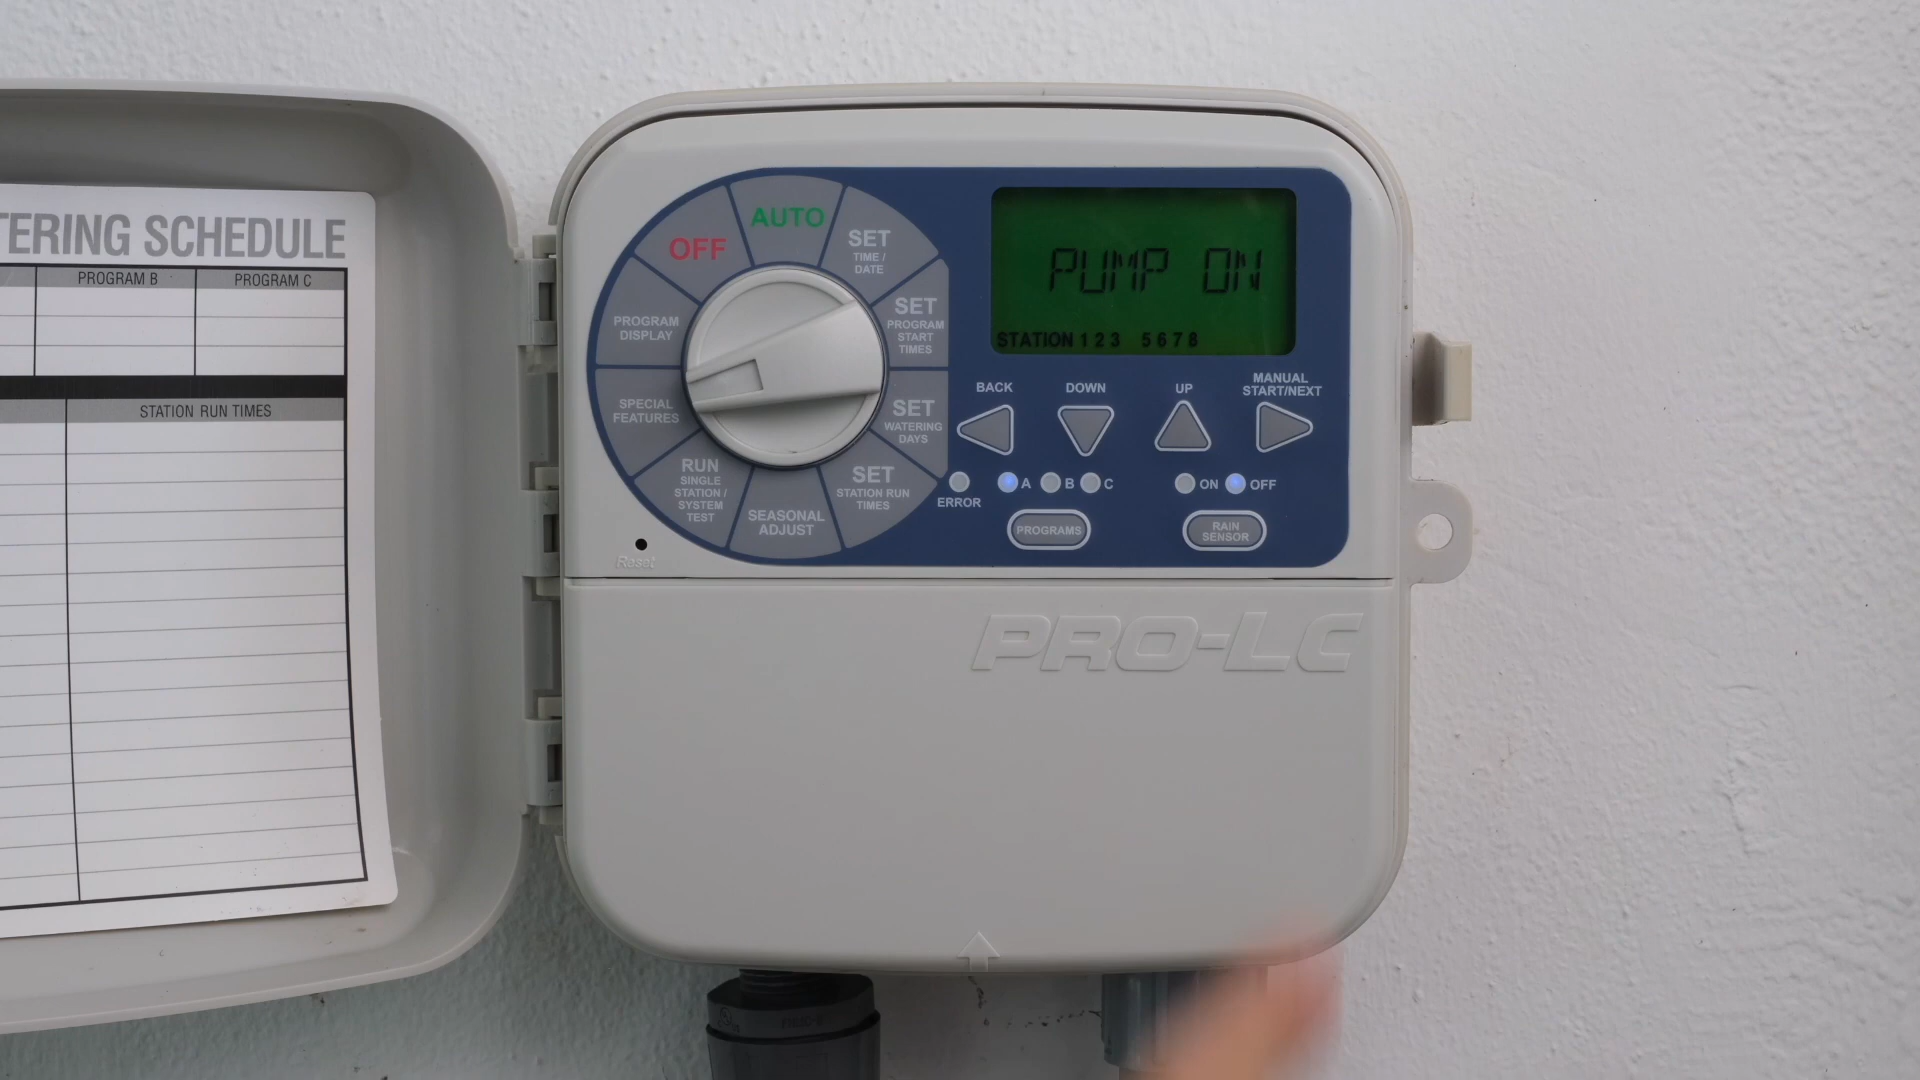 TERING SCHEDULE
PROGRAM B
PROGRAM C
STATION RUN TIMES
OFF
AUTO
SET
TIME /
DATE
SET
PROGRAM
START
TIMES
SET
WATERING
DAYS
SET
STATION RUN
TIMES
SEASONAL
ADJUST
RUN
SINGLE
STATION /
SYSTEM
TEST
SPECIAL
FEATURES
PROGRAM
DISPLAY
Reset
PUMP ON
STATION 1 2 3 5 6 7 8
BACK
DOWN
UP
MANUAL
START/NEXT
ERROR
A
B
C
ON
OFF
PROGRAMS
RAIN
SENSOR
PRO-LC